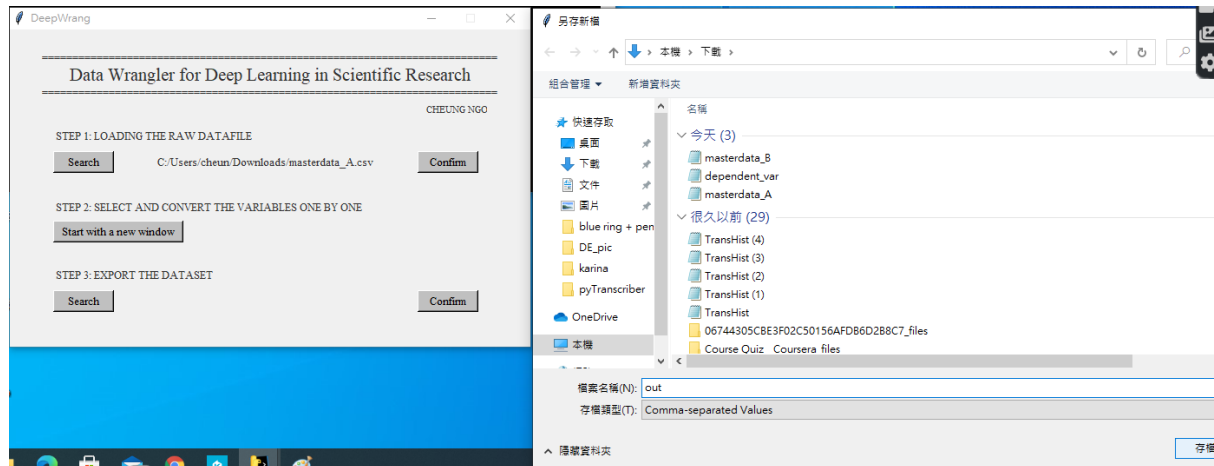 DeepWrang
Data Wrangler for Deep Learning in Scientific Research
CHEUNG NGO
STEP 1: LOADING THE RAW DATAFILE
Search C:/Users/cheun/Downloads/masterdata_A.csv Confirm
STEP 2: SELECT AND CONVERT THE VARIABLES ONE BY ONE
Start with a new window
STEP 3: EXPORT THE DATASET
Search Confirm
另存新檔
本機 › 下載 ›
組合管理 新增資料夾
快速存取
桌面
下載
文件
圖片
blue ring + pen
DE_pic
karina
pyTranscriber
OneDrive
本機
名稱
今天 (3)
masterdata_B
dependent_var
masterdata_A
很久以前 (29)
TransHist (4)
TransHist (3)
TransHist (2)
TransHist (1)
TransHist
06744305CBE3F02C50156AFDB6D2B8C7_files
Course Quiz Coursera files
檔案名稱(N): out
存檔類型(T): Comma-separated Values
隱藏資料夾
存檔